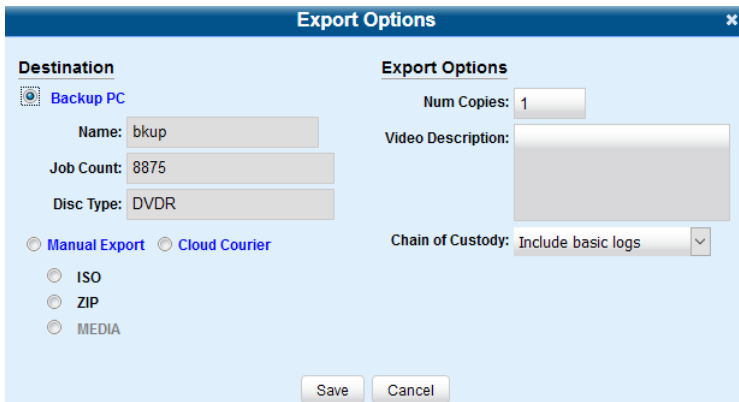 Export Options
Destination
Backup PC
Name: bkup
Job Count: 8875
Disc Type: DVDR
Manual Export Cloud Courier
ISO
ZIP
MEDIA
Export Options
Num Copies: 1
Video Description:
Chain of Custody: Include basic logs
Save Cancel